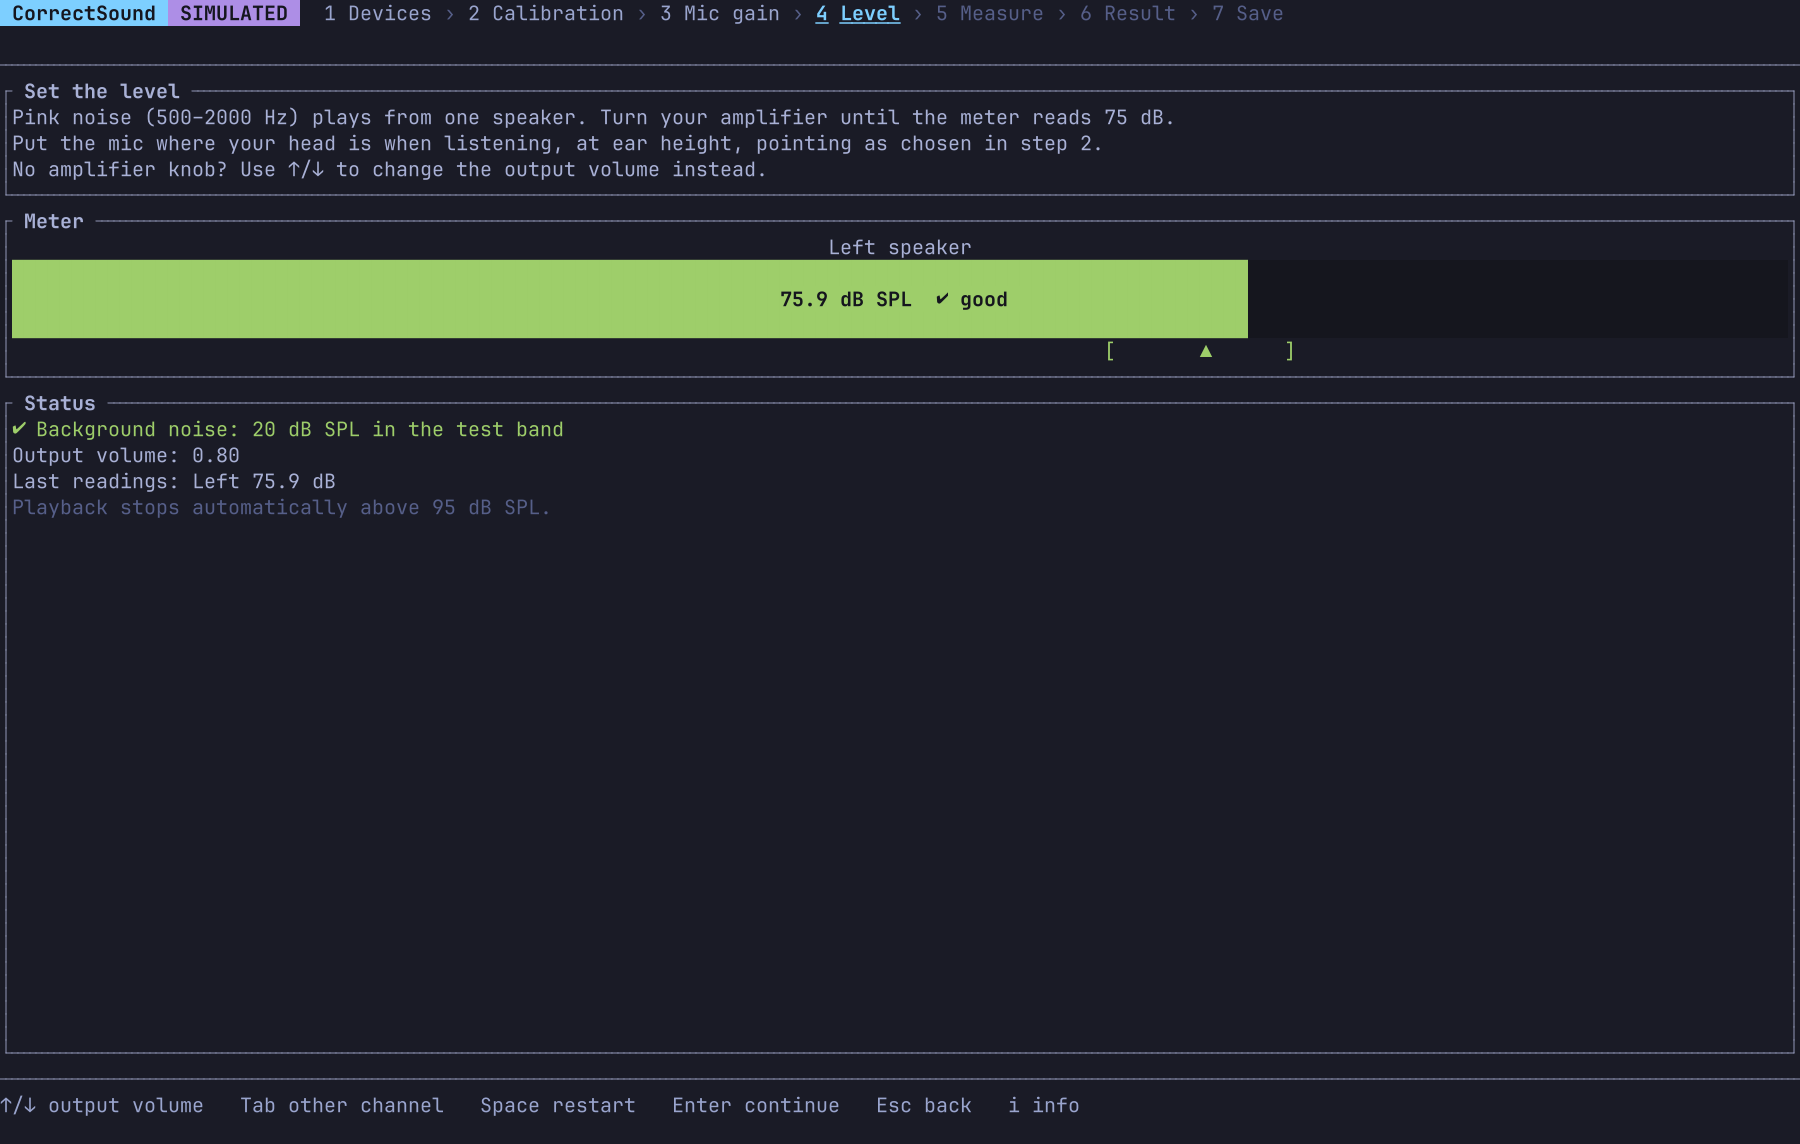 CorrectSound SIMULATED 1 Devices › 2 Calibration › 3 Mic gain › 4 Level › 5 Measure › 6 Result › 7 Save
Set the level
Pink noise (500–2000 Hz) plays from one speaker. Turn your amplifier until the meter reads 75 dB.
Put the mic where your head is when listening, at ear height, pointing as chosen in step 2.
No amplifier knob? Use ↑/↓ to change the output volume instead.
Meter
Left speaker
75.9 dB SPL ✔ good
[ ▲ ]
Status
✔ Background noise: 20 dB SPL in the test band
Output volume: 0.80
Last readings: Left 75.9 dB
Playback stops automatically above 95 dB SPL.
↑/↓ output volume Tab other channel Space restart Enter continue Esc back i info